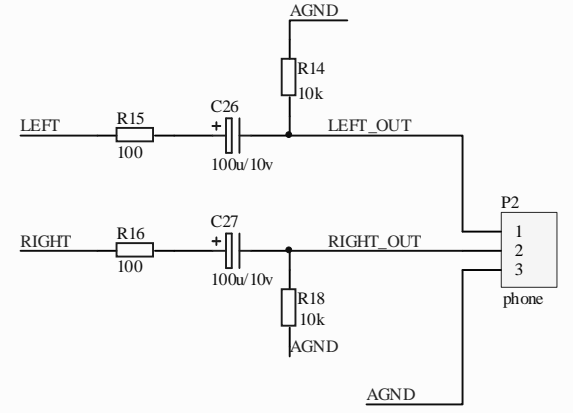 AGND
R14
10k
C26
R15
LEFT
+
LEFT_OUT
100
100u/10v
P2
C27
R16
RIGHT
+
RIGHT_OUT
1
2
3
100
100u/10v
R18
10k
phone
AGND
AGND